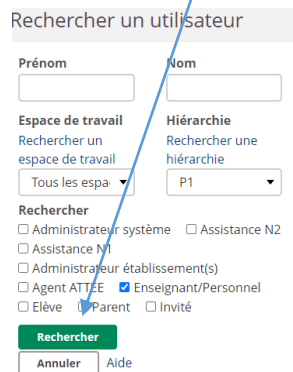 Rechercher un utilisateur
Prénom Nom
Espace de travail Hiérarchie
Rechercher un Rechercher une
espace de travail hiérarchie
Tous les espa P1
Rechercher
Administrateur système Assistance N2
Assistance N1
Administrateur établissement(s)
Agent ATTEE Enseignant/Personnel
Elève Parent Invité
Rechercher
Annuler Aide